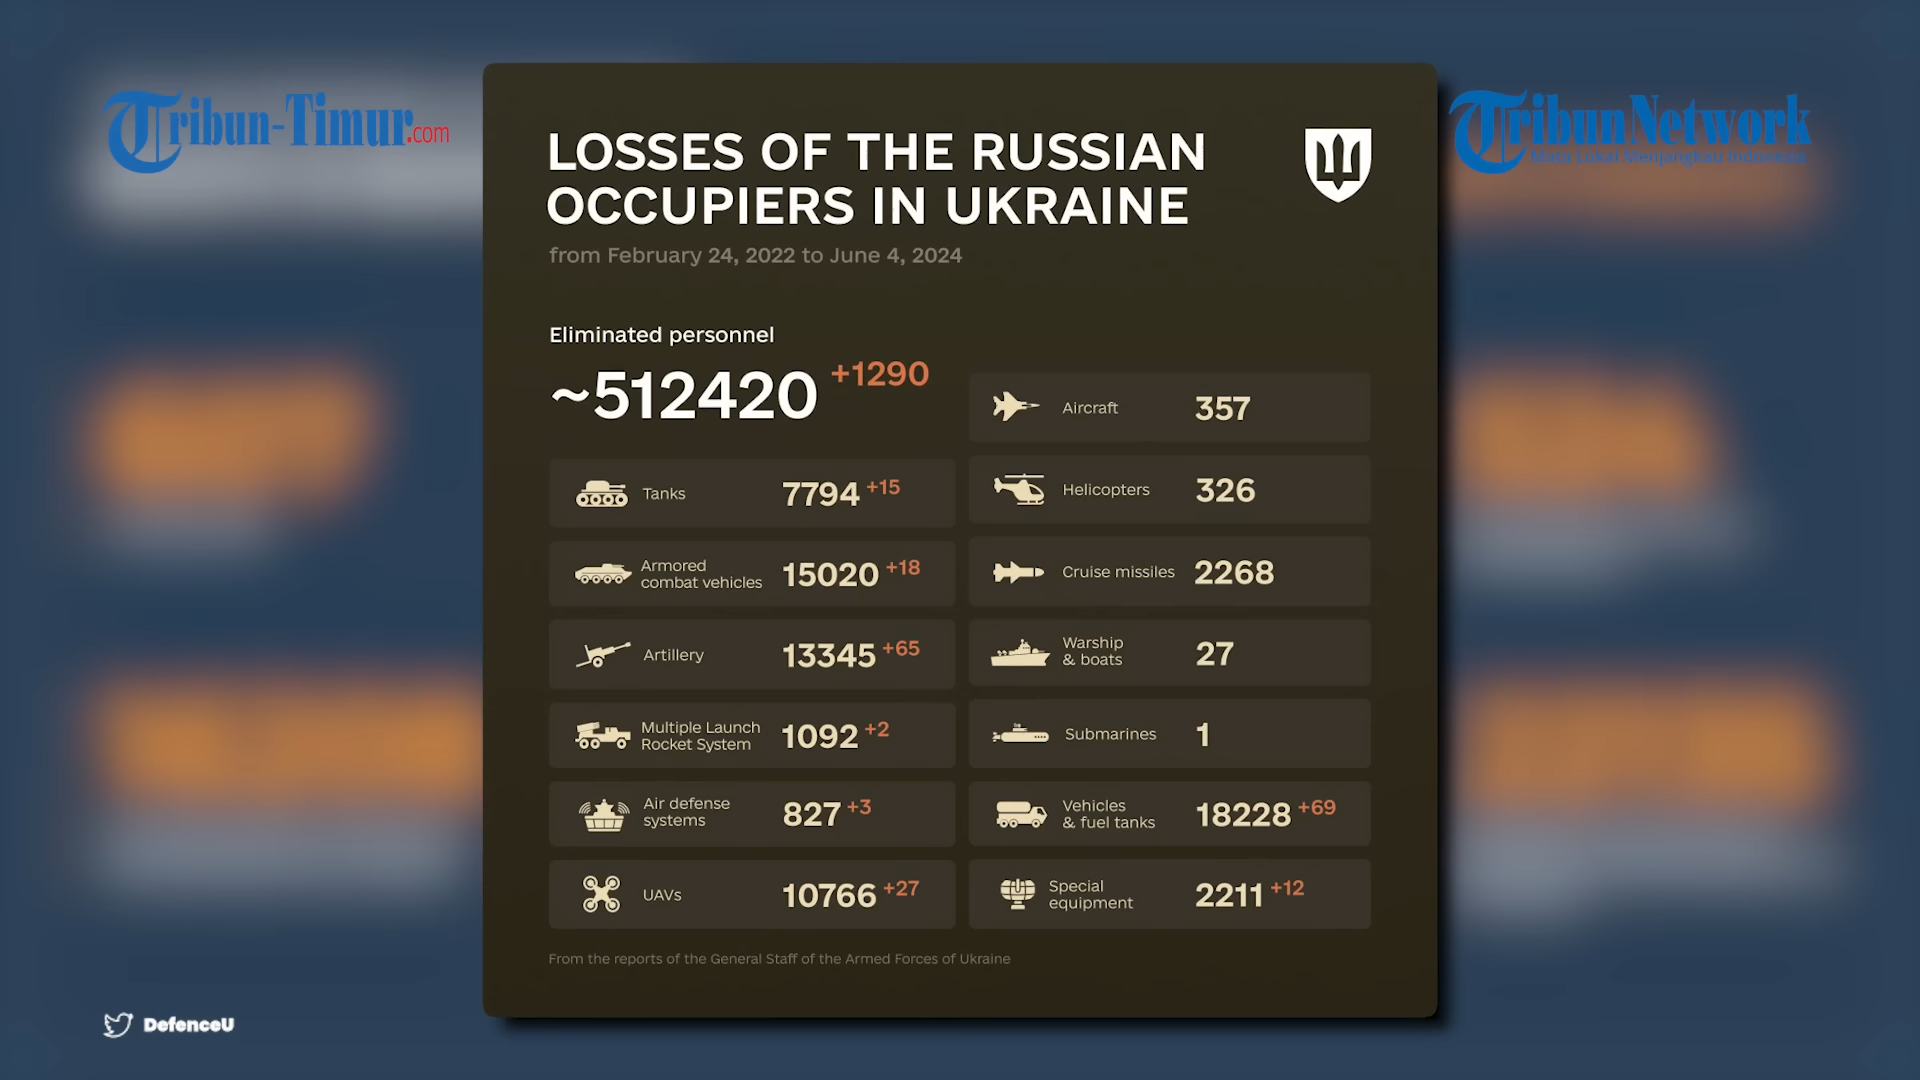 Tribun-Timur.com
TribunNetwork
Mata Lokal Menjangkau Indonesia
LOSSES OF THE RUSSIAN
OCCUPIERS IN UKRAINE
from February 24, 2022 to June 4, 2024
Eliminated personnel
~512420 +1290
Tanks 7794 +15
Armored
combat vehicles 15020 +18
Artillery 13345 +65
Multiple Launch
Rocket System 1092 +2
Air defense
systems 827 +3
UAVs 10766 +27
Aircraft 357
Helicopters 326
Cruise missiles 2268
Warship
& boats 27
Submarines 1
Vehicles
& fuel tanks 18228 +69
Special
equipment 2211 +12
From the reports of the General Staff of the Armed Forces of Ukraine
DefenceU